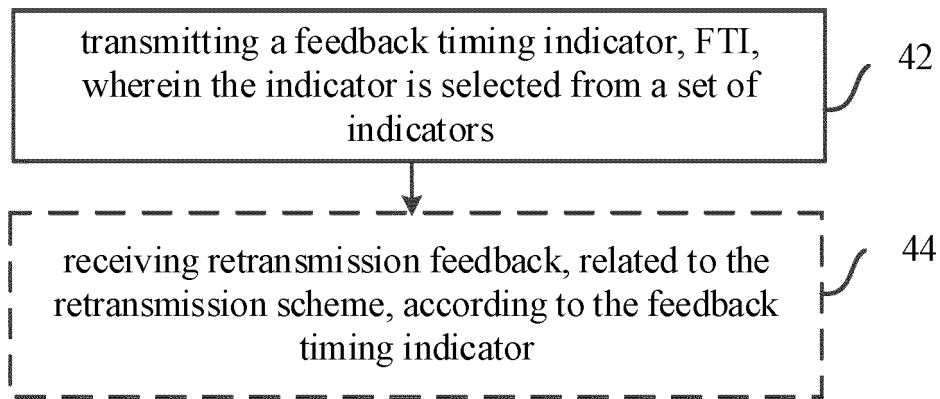 transmitting a feedback timing indicator, FTI,
wherein the indicator is selected from a set of
indicators
42
receiving retransmission feedback, related to the
retransmission scheme, according to the feedback
timing indicator
44